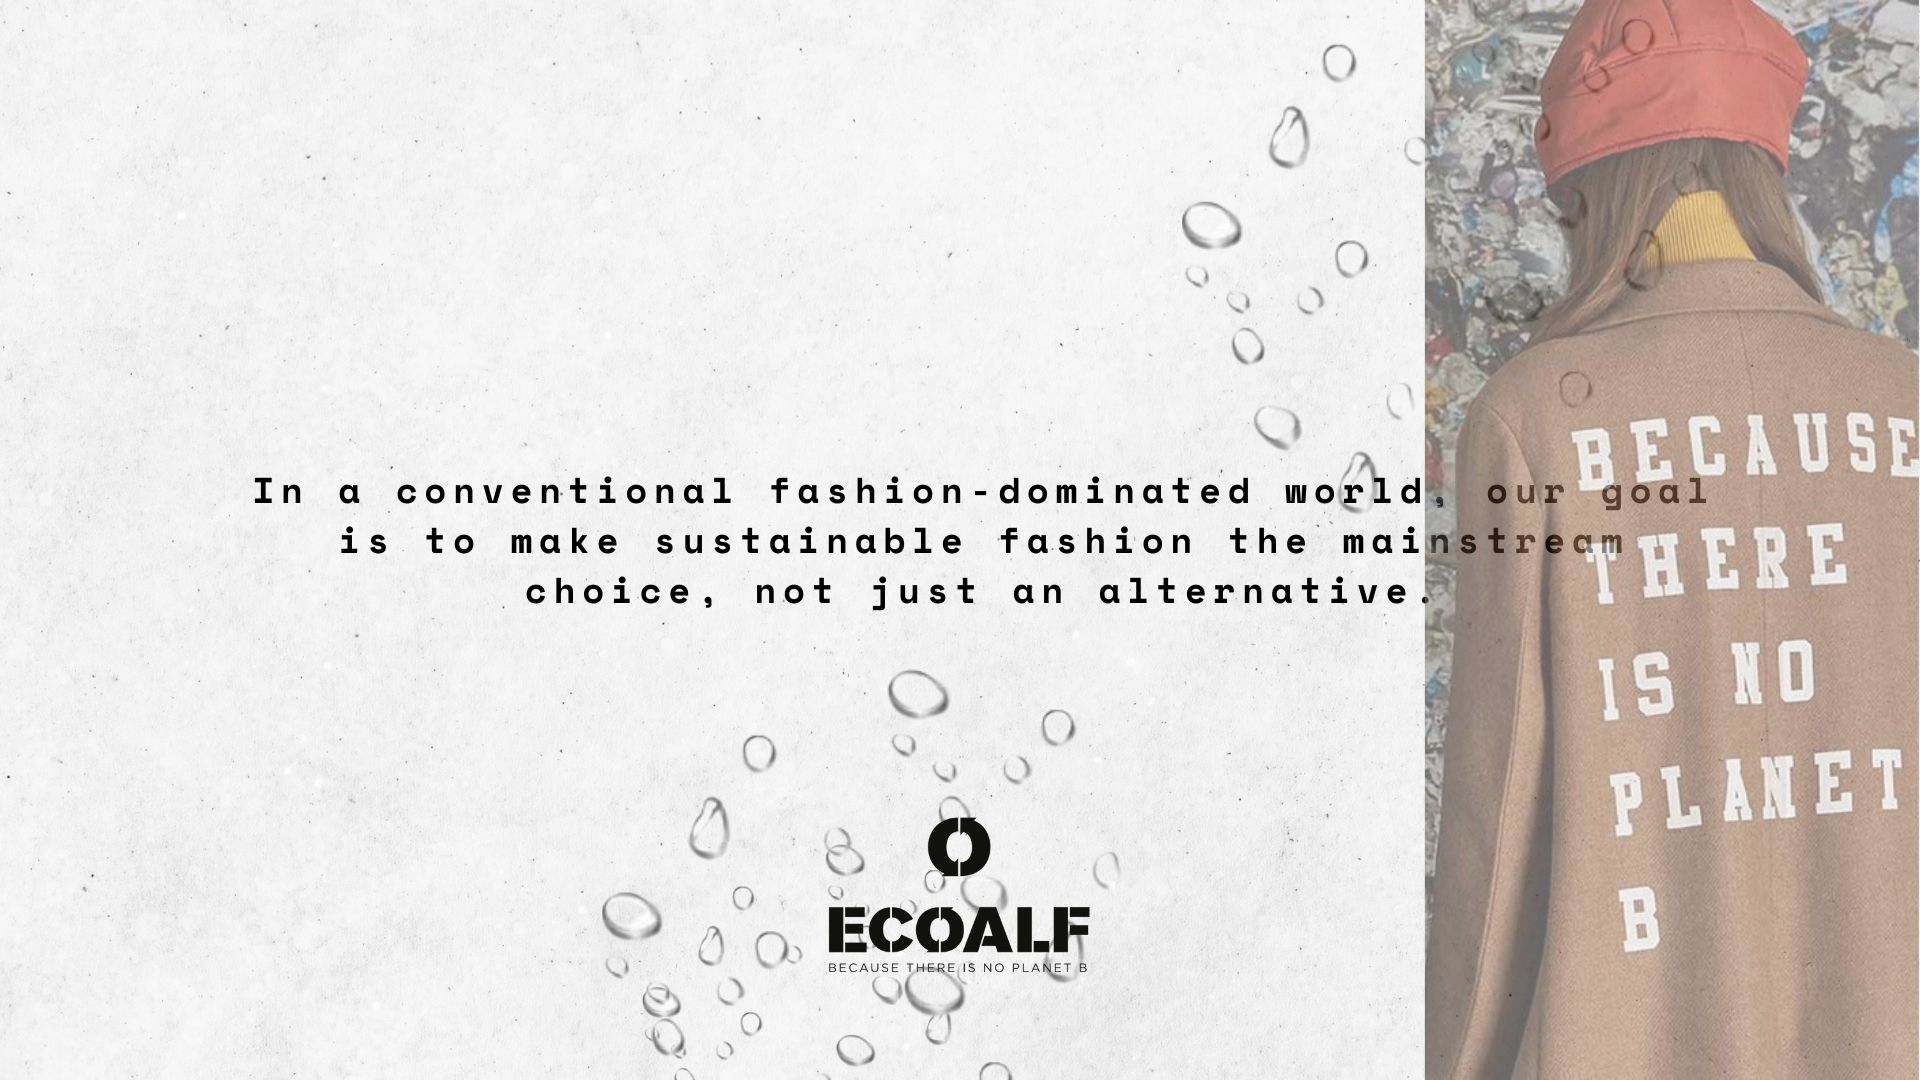 In a conventional fashion-dominated world, our goal
is to make sustainable fashion the mainstream
choice, not just an alternative.
BECAUSE
THERE
IS NO
PLANET
B
ECOALF
BECAUSE THERE IS NO PLANET B